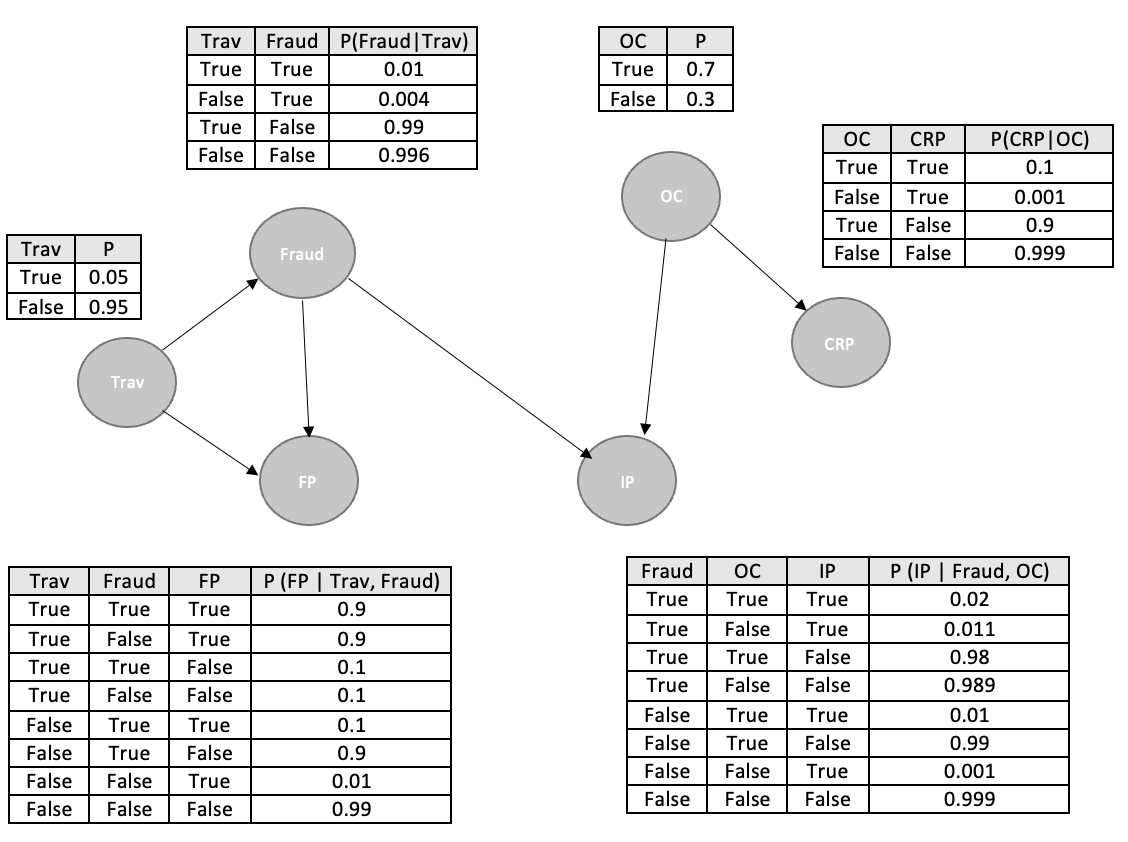 Trav Fraud P(Fraud|Trav)
True True 0.01
False True 0.004
True False 0.99
False False 0.996
OC P
True 0.7
False 0.3
OC CRP P(CRP|OC)
True True 0.1
False True 0.001
True False 0.9
False False 0.999
Trav P
True 0.05
False 0.95
OC
Fraud
CRP
Trav
FP
IP
Trav Fraud FP P (FP | Trav, Fraud)
True True True 0.9
True False True 0.9
True True False 0.1
True False False 0.1
False True True 0.1
False True False 0.9
False False True 0.01
False False False 0.99
Fraud OC IP P (IP | Fraud, OC)
True True True 0.02
True False True 0.011
True True False 0.98
True False False 0.989
False True True 0.01
False True False 0.99
False False True 0.001
False False False 0.999